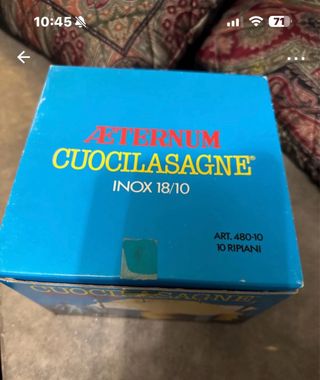 10:45
71
ÆTERNUM
CUOCILASAGNE®
INOX 18/10
ART. 480-10
10 RIPIANI
CUOCILASAGNE